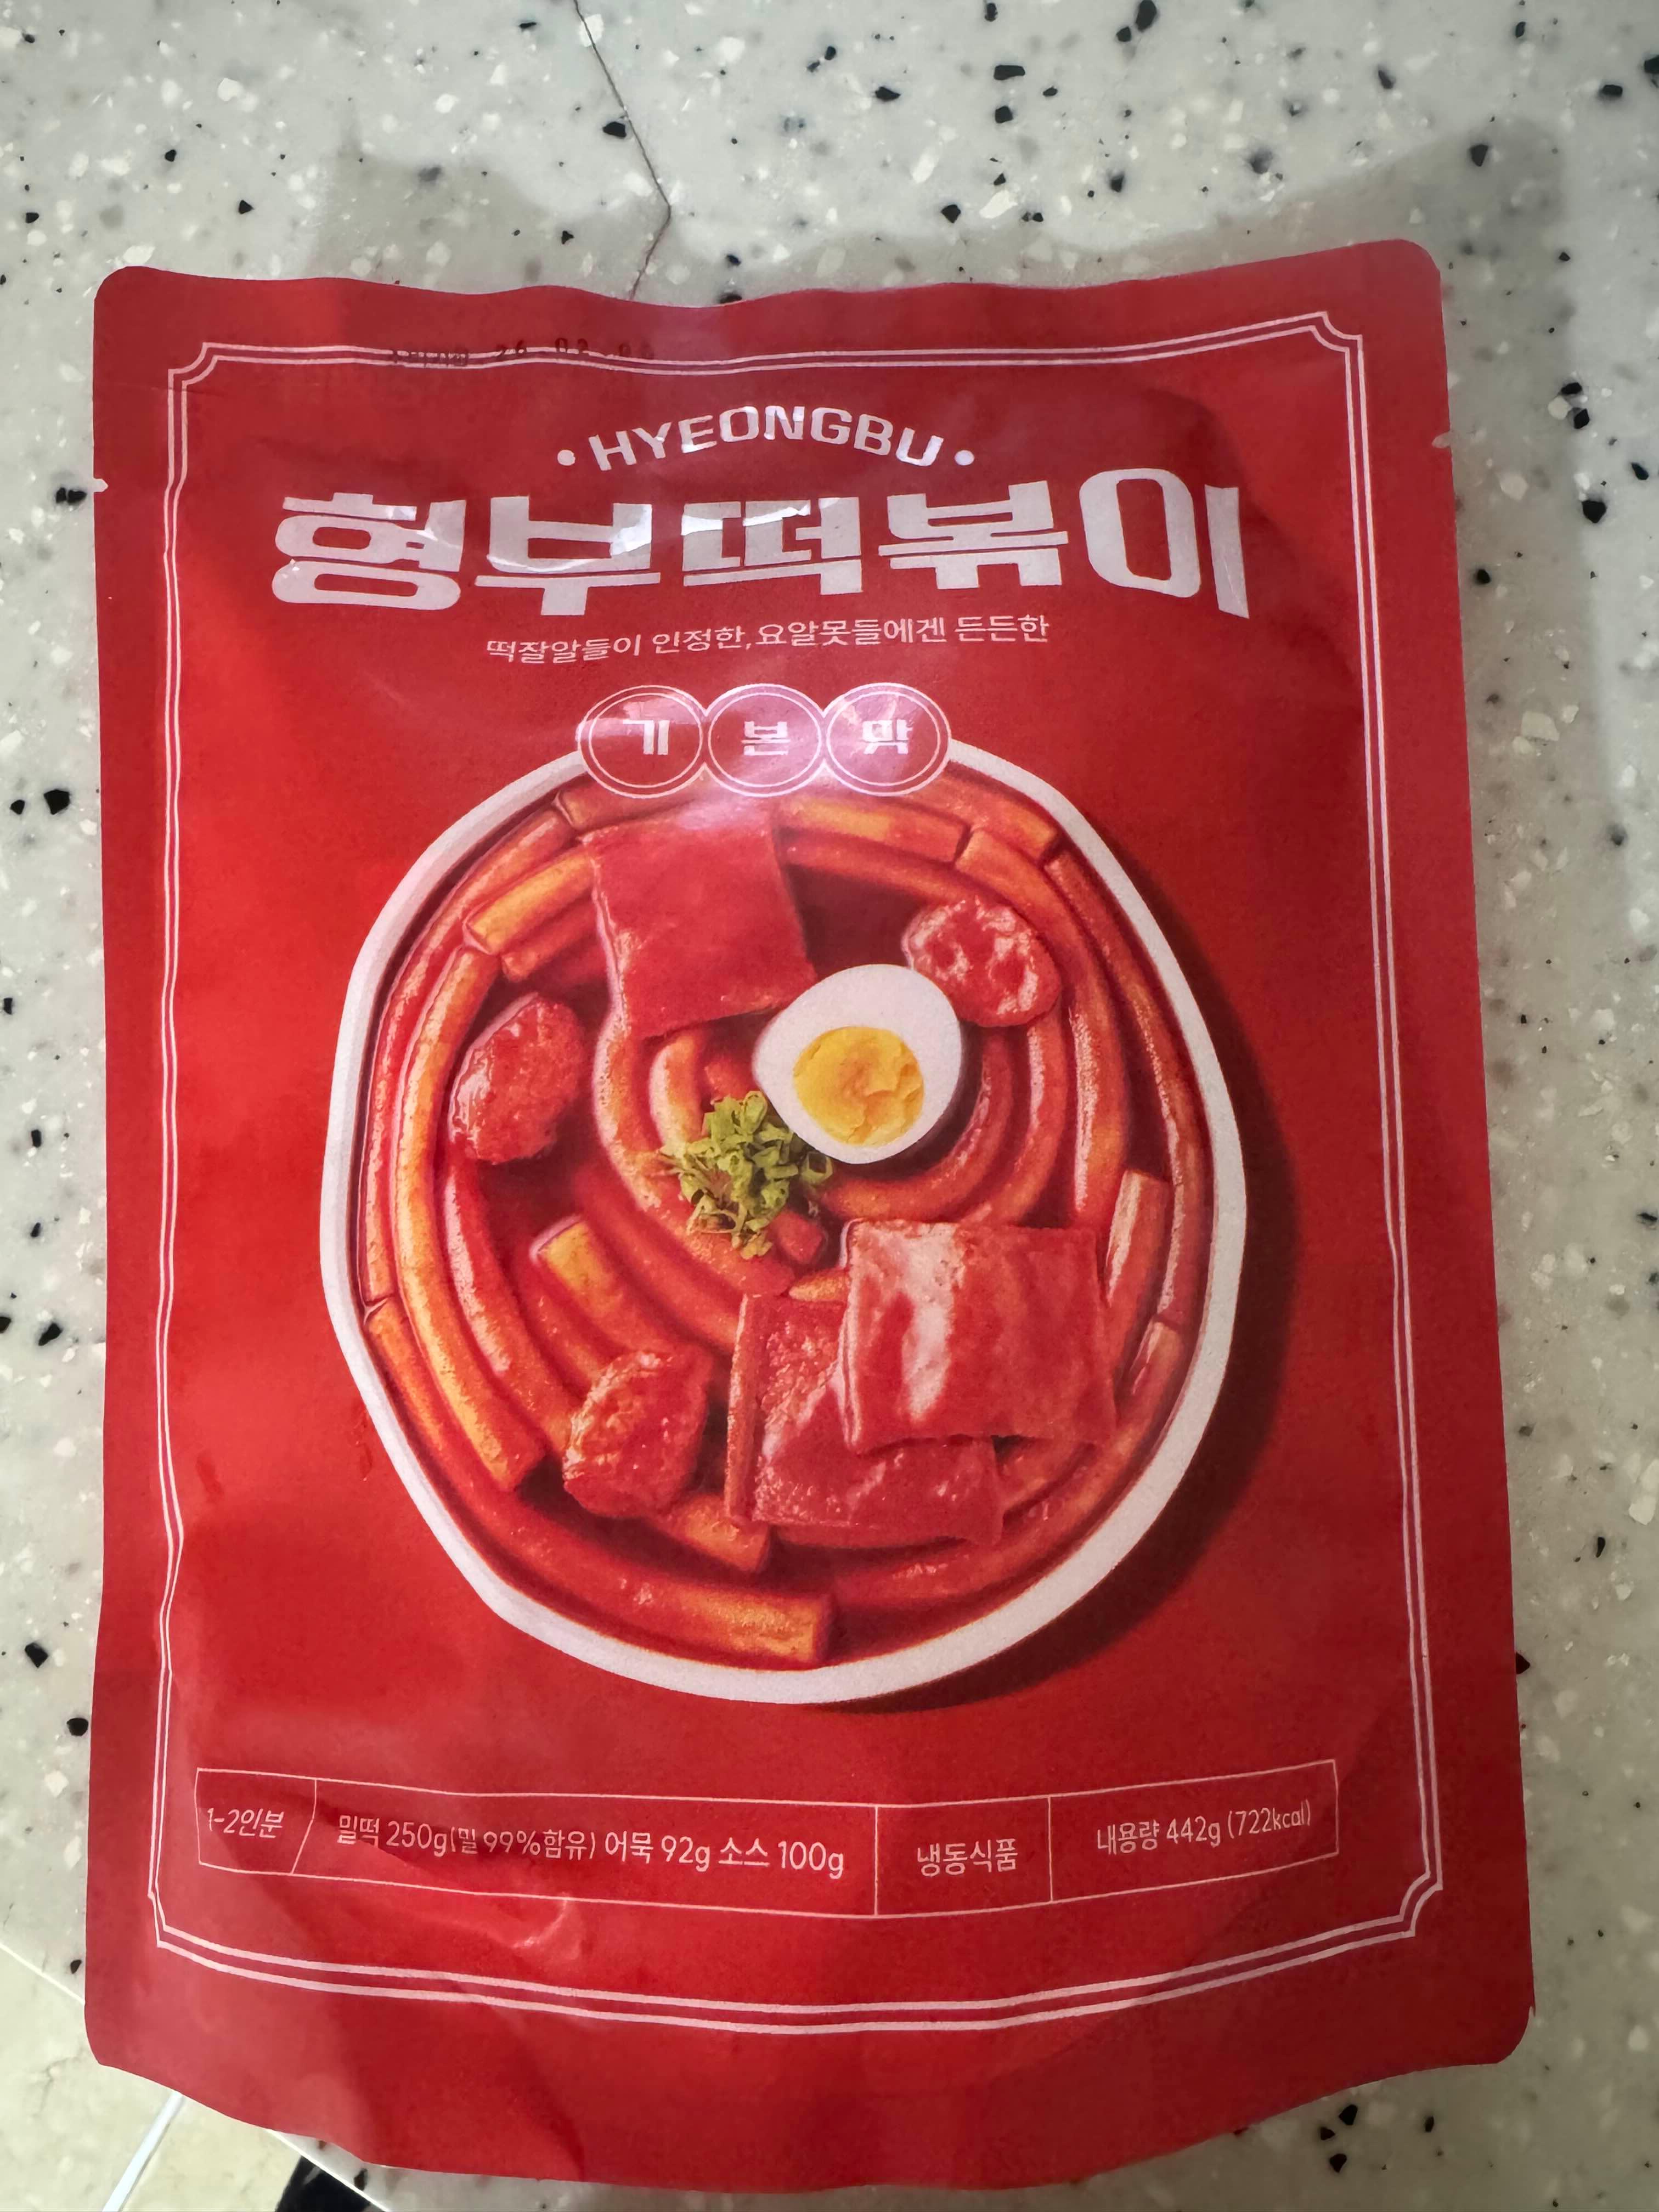 HYEONGBU
형부떡볶이
떡잘알들이 인정한, 요알못들에겐 든든한
기본맛
1-2인분 밀떡 250g(밀 99%함유) 어묵 92g 소스 100g 냉동식품 내용량 442g (722kcal)